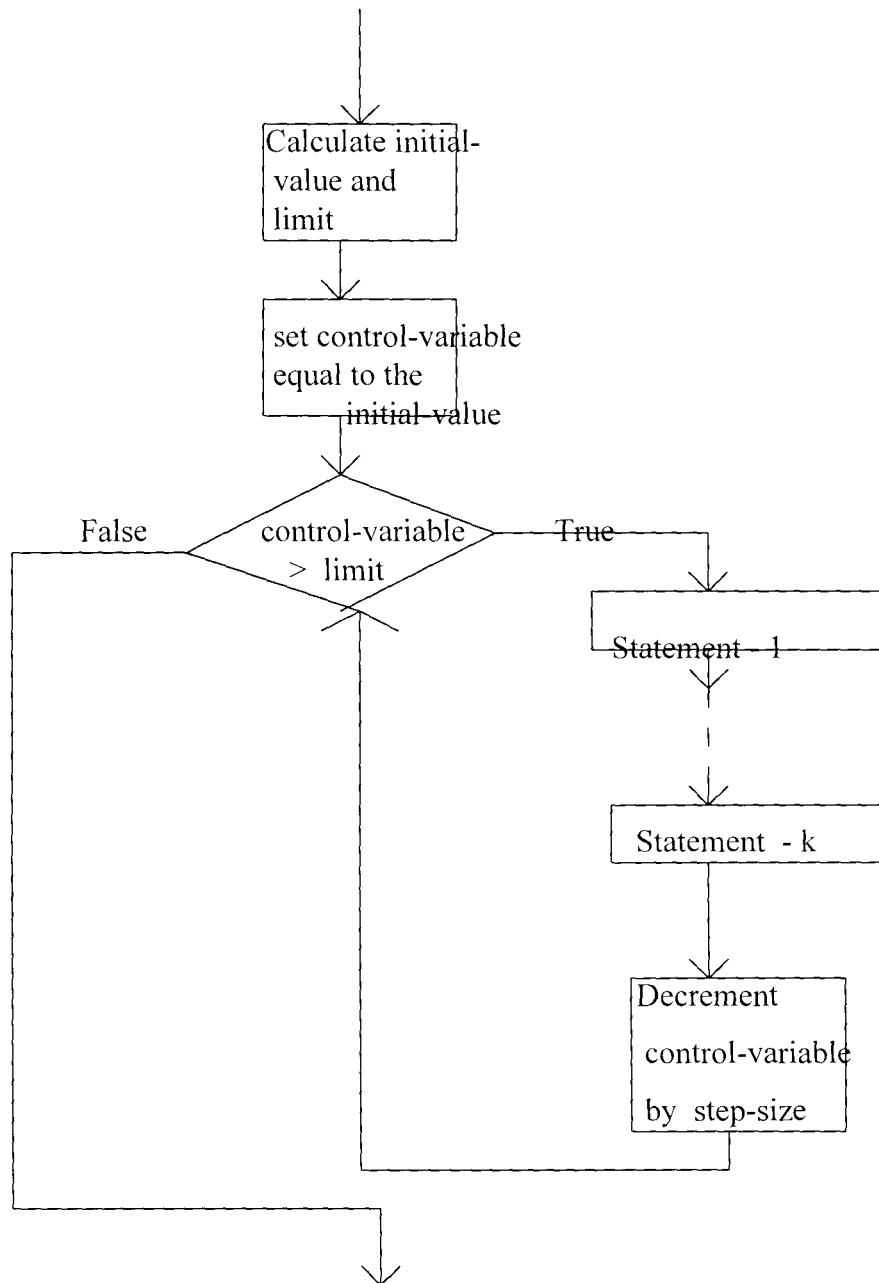 Calculate initial-
value and
limit
set control-variable
equal to the
initial-value
False
control-variable
> limit
True
Statement - 1
Statement - k
Decrement
control-variable
by step-size